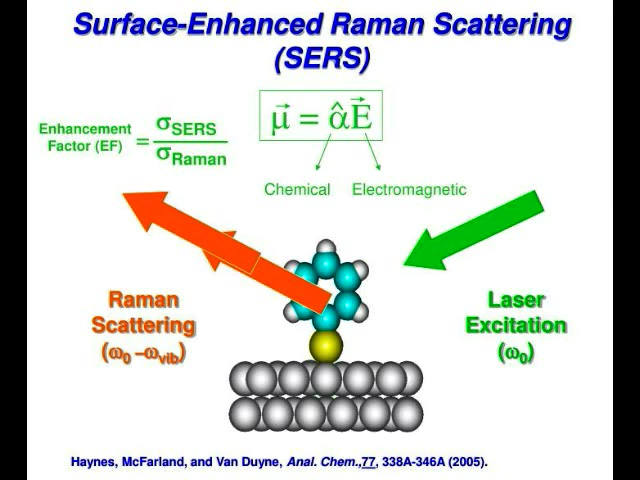 Surface-Enhanced Raman Scattering
(SERS)
Enhancement
Factor (EF)
= σSERS / σRaman
μ⃗ = α̂E⃗
Chemical Electromagnetic
Raman
Scattering
(ω0 –ωvib)
Laser
Excitation
(ω0)
Haynes, McFarland, and Van Duyne, Anal. Chem.,77, 338A-346A (2005).